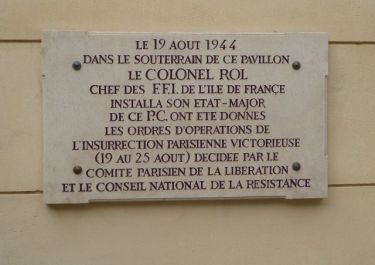 LE 19 AOUT 1944
DANS LE SOUTERRAIN DE CE PAVILLON
LE COLONEL ROL
CHEF DES F.F.I. DE L'ILE DE FRANCE
INSTALLA SON ETAT-MAJOR
DE CE P.C. ONT ETE DONNES
LES ORDRES D'OPERATIONS DE
L'INSURRECTION PARISIENNE VICTORIEUSE
(19 AU 25 AOUT) DECIDEE PAR LE
COMITE PARISIEN DE LA LIBERATION
ET LE CONSEIL NATIONAL DE LA RESISTANCE